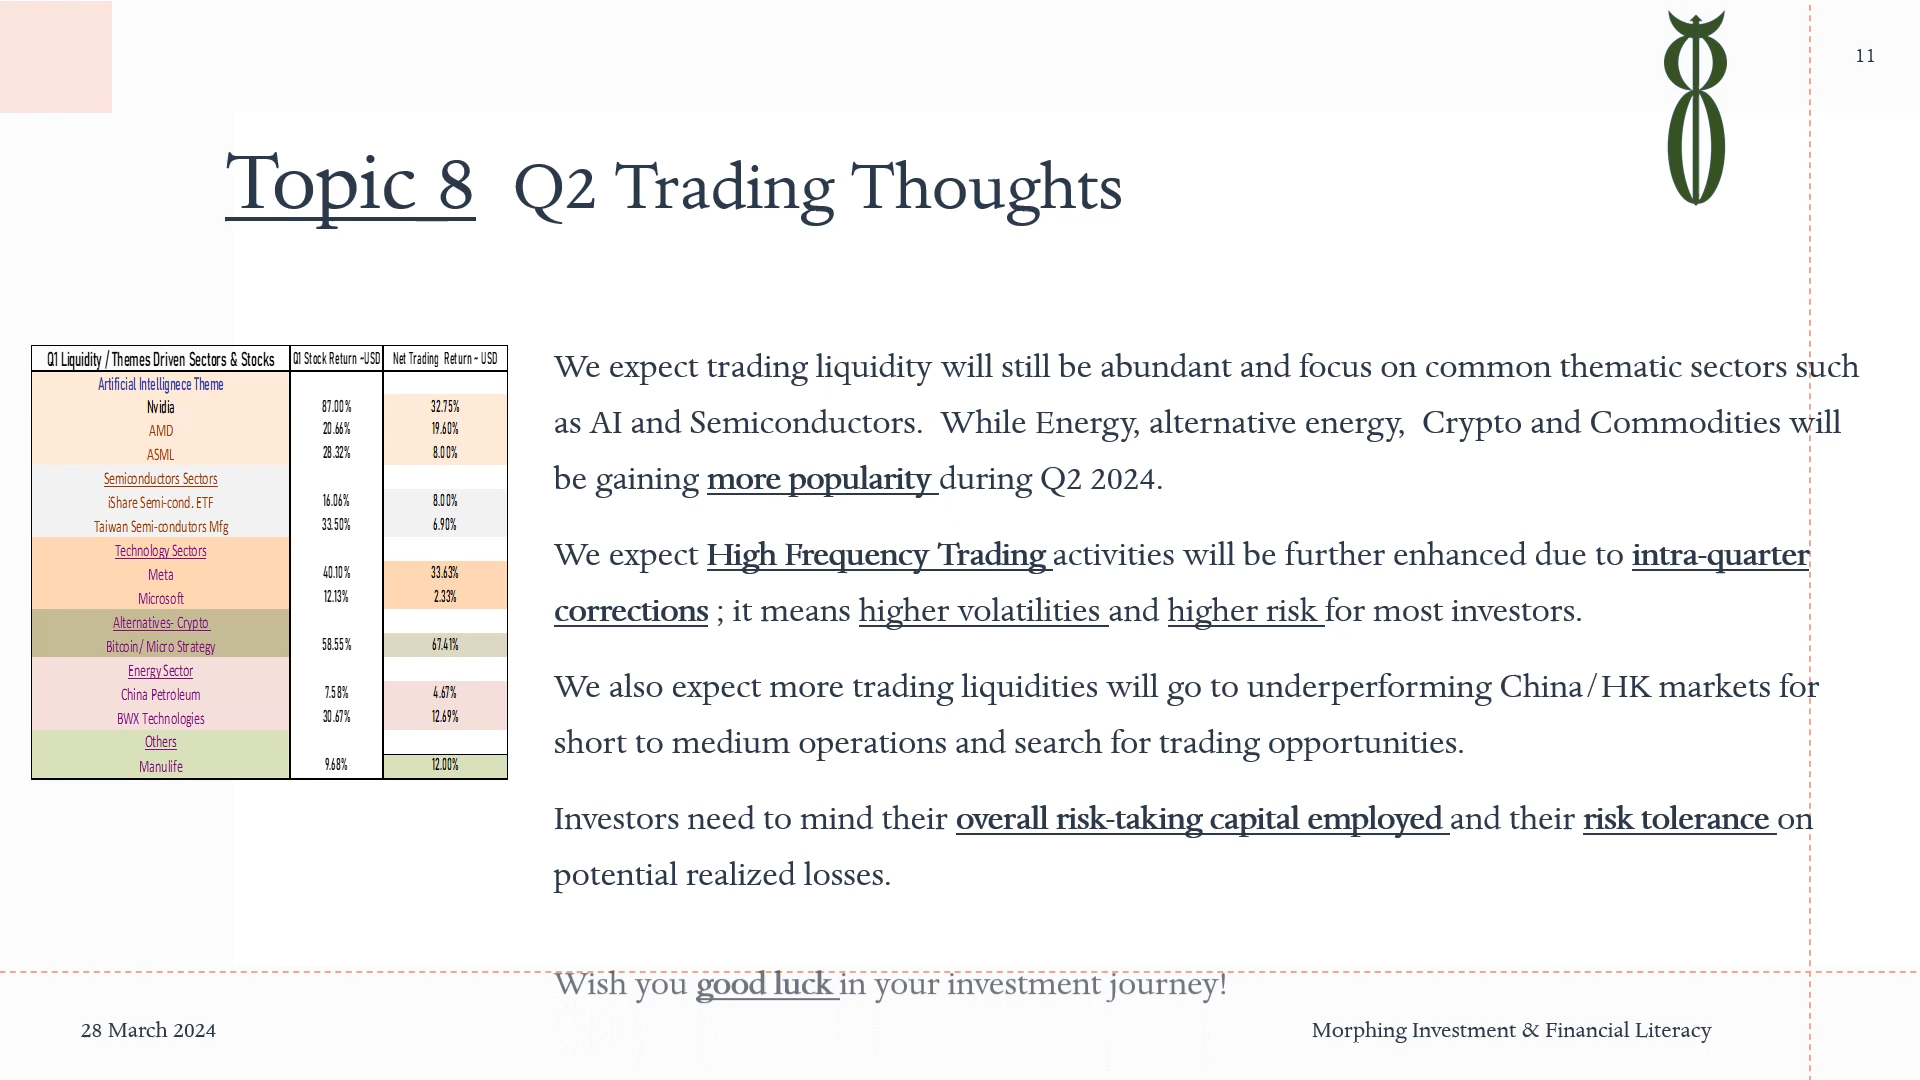 11
Topic 8  Q2 Trading Thoughts
Q1 Liquidity / Themes Driven Sectors & Stocks Q1 Stock Return ~USD Net Trading Return ~ USD
Artificial Intellignece Theme
Nvidia 87.00% 32.75%
AMD 20.66% 19.60%
ASML 28.32% 8.00%
Semiconductors Sectors
iShare Semi-cond. ETF 16.06% 8.00%
Taiwan Semi-condutors Mfg 33.50% 6.90%
Technology Sectors
Meta 40.10% 33.63%
Microsoft 12.13% 2.33%
Alternatives- Crypto
Bitcoin/ Micro Strategy 58.55% 67.41%
Energy Sector
China Petroleum 7.58% 4.67%
BWX Technologies 30.67% 12.69%
Others
Manulife 9.68% 12.00%
We expect trading liquidity will still be abundant and focus on common thematic sectors such
as AI and Semiconductors.  While Energy, alternative energy,  Crypto and Commodities will
be gaining more popularity during Q2 2024.
We expect High Frequency Trading activities will be further enhanced due to intra-quarter
corrections ; it means higher volatilities and higher risk for most investors.
We also expect more trading liquidities will go to underperforming China/HK markets for
short to medium operations and search for trading opportunities.
Investors need to mind their overall risk-taking capital employed and their risk tolerance on
potential realized losses.
Wish you good luck in your investment journey!
28 March 2024
Morphing Investment & Financial Literacy